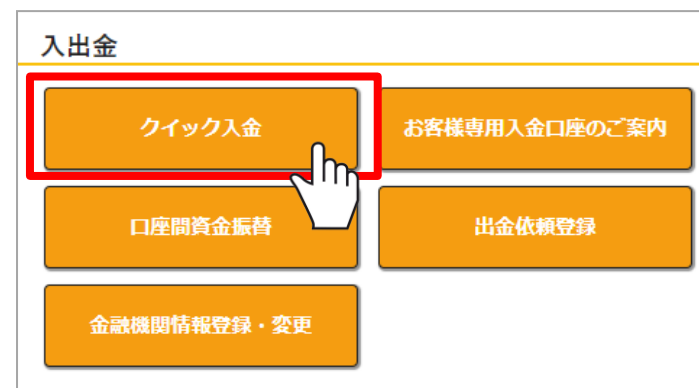 入出金
クイック入金
お客様専用入金口座のご案内
口座間資金振替
出金依頼登録
金融機関情報登録・変更